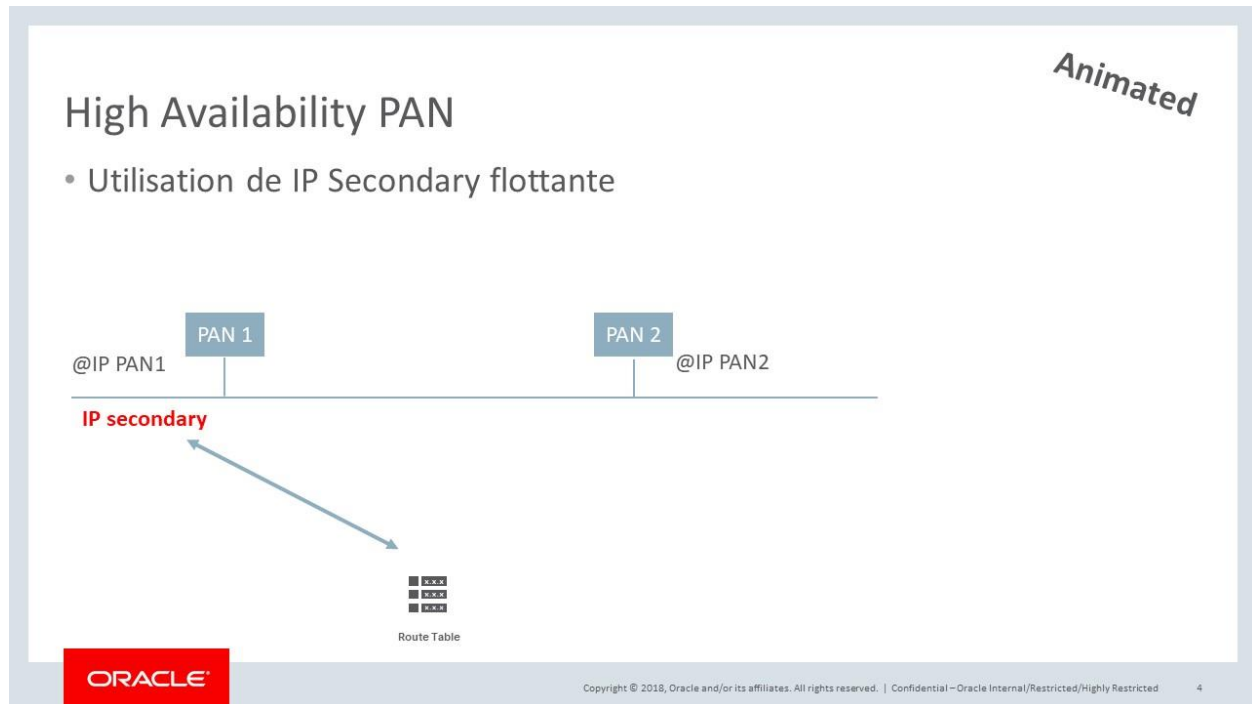 Animated
High Availability PAN
• Utilisation de IP Secondary flottante
PAN 1
PAN 2
@IP PAN1
@IP PAN2
IP secondary
x.x.x
x.x.x
x.x.x
Route Table
ORACLE®
Copyright © 2018, Oracle and/or its affiliates. All rights reserved. | Confidential – Oracle Internal/Restricted/Highly Restricted 4